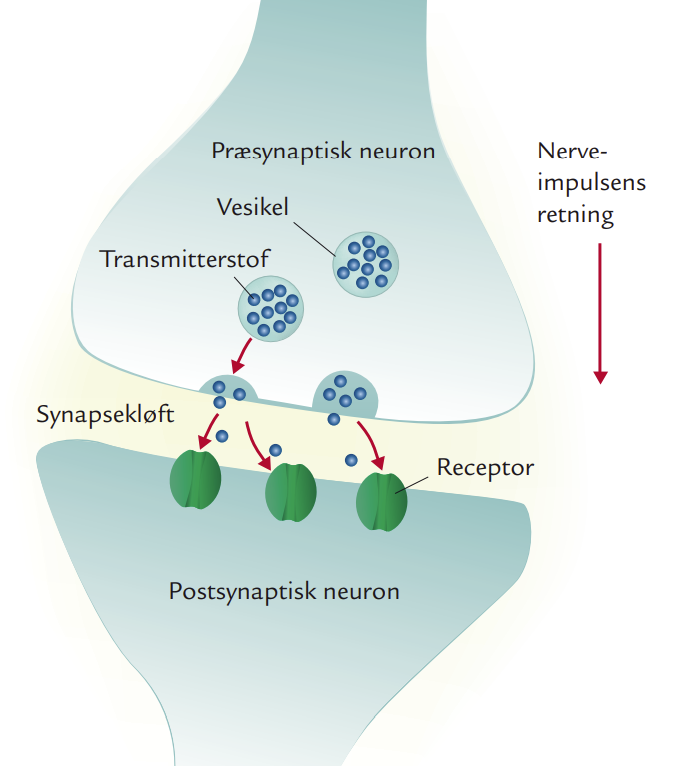 Præsynaptisk neuron
Nerve-
impulsens
retning
Vesikel
Transmitterstof
Synapsekløft
Receptor
Postsynaptisk neuron